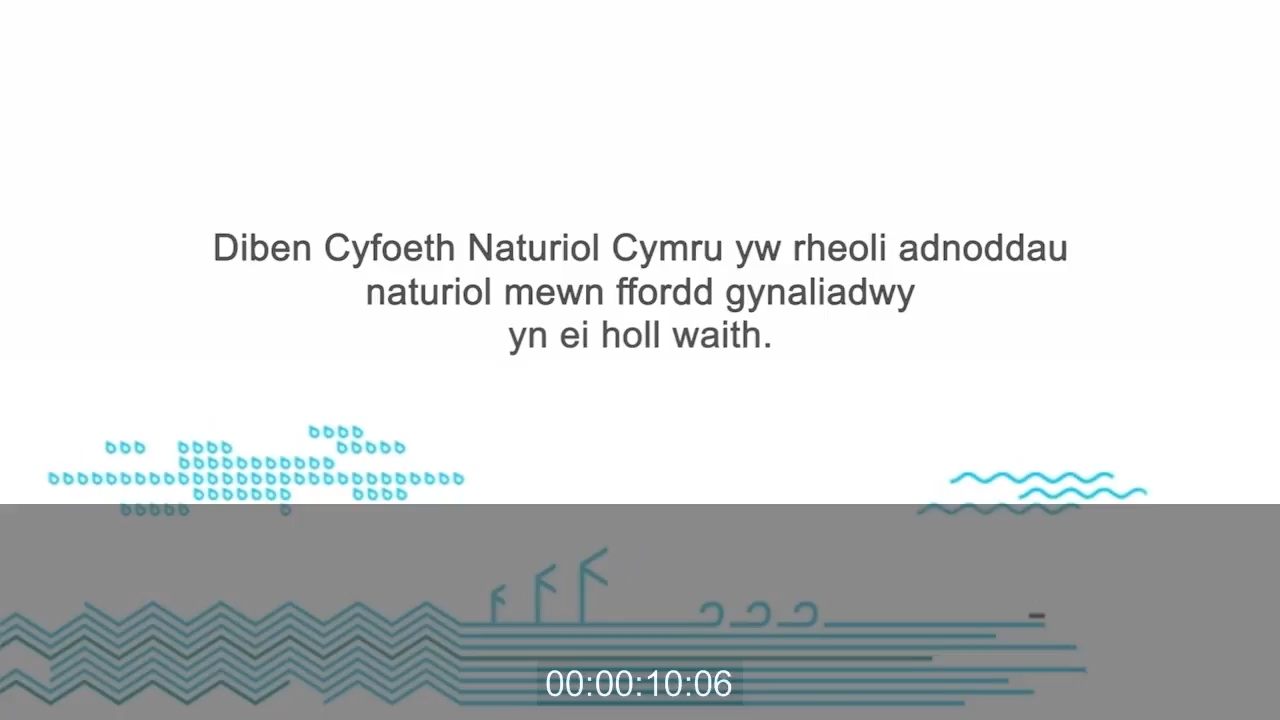 Diben Cyfoeth Naturiol Cymru yw rheoli adnoddau
naturiol mewn ffordd gynaliadwy
yn ei holl waith.
00:00:10:06